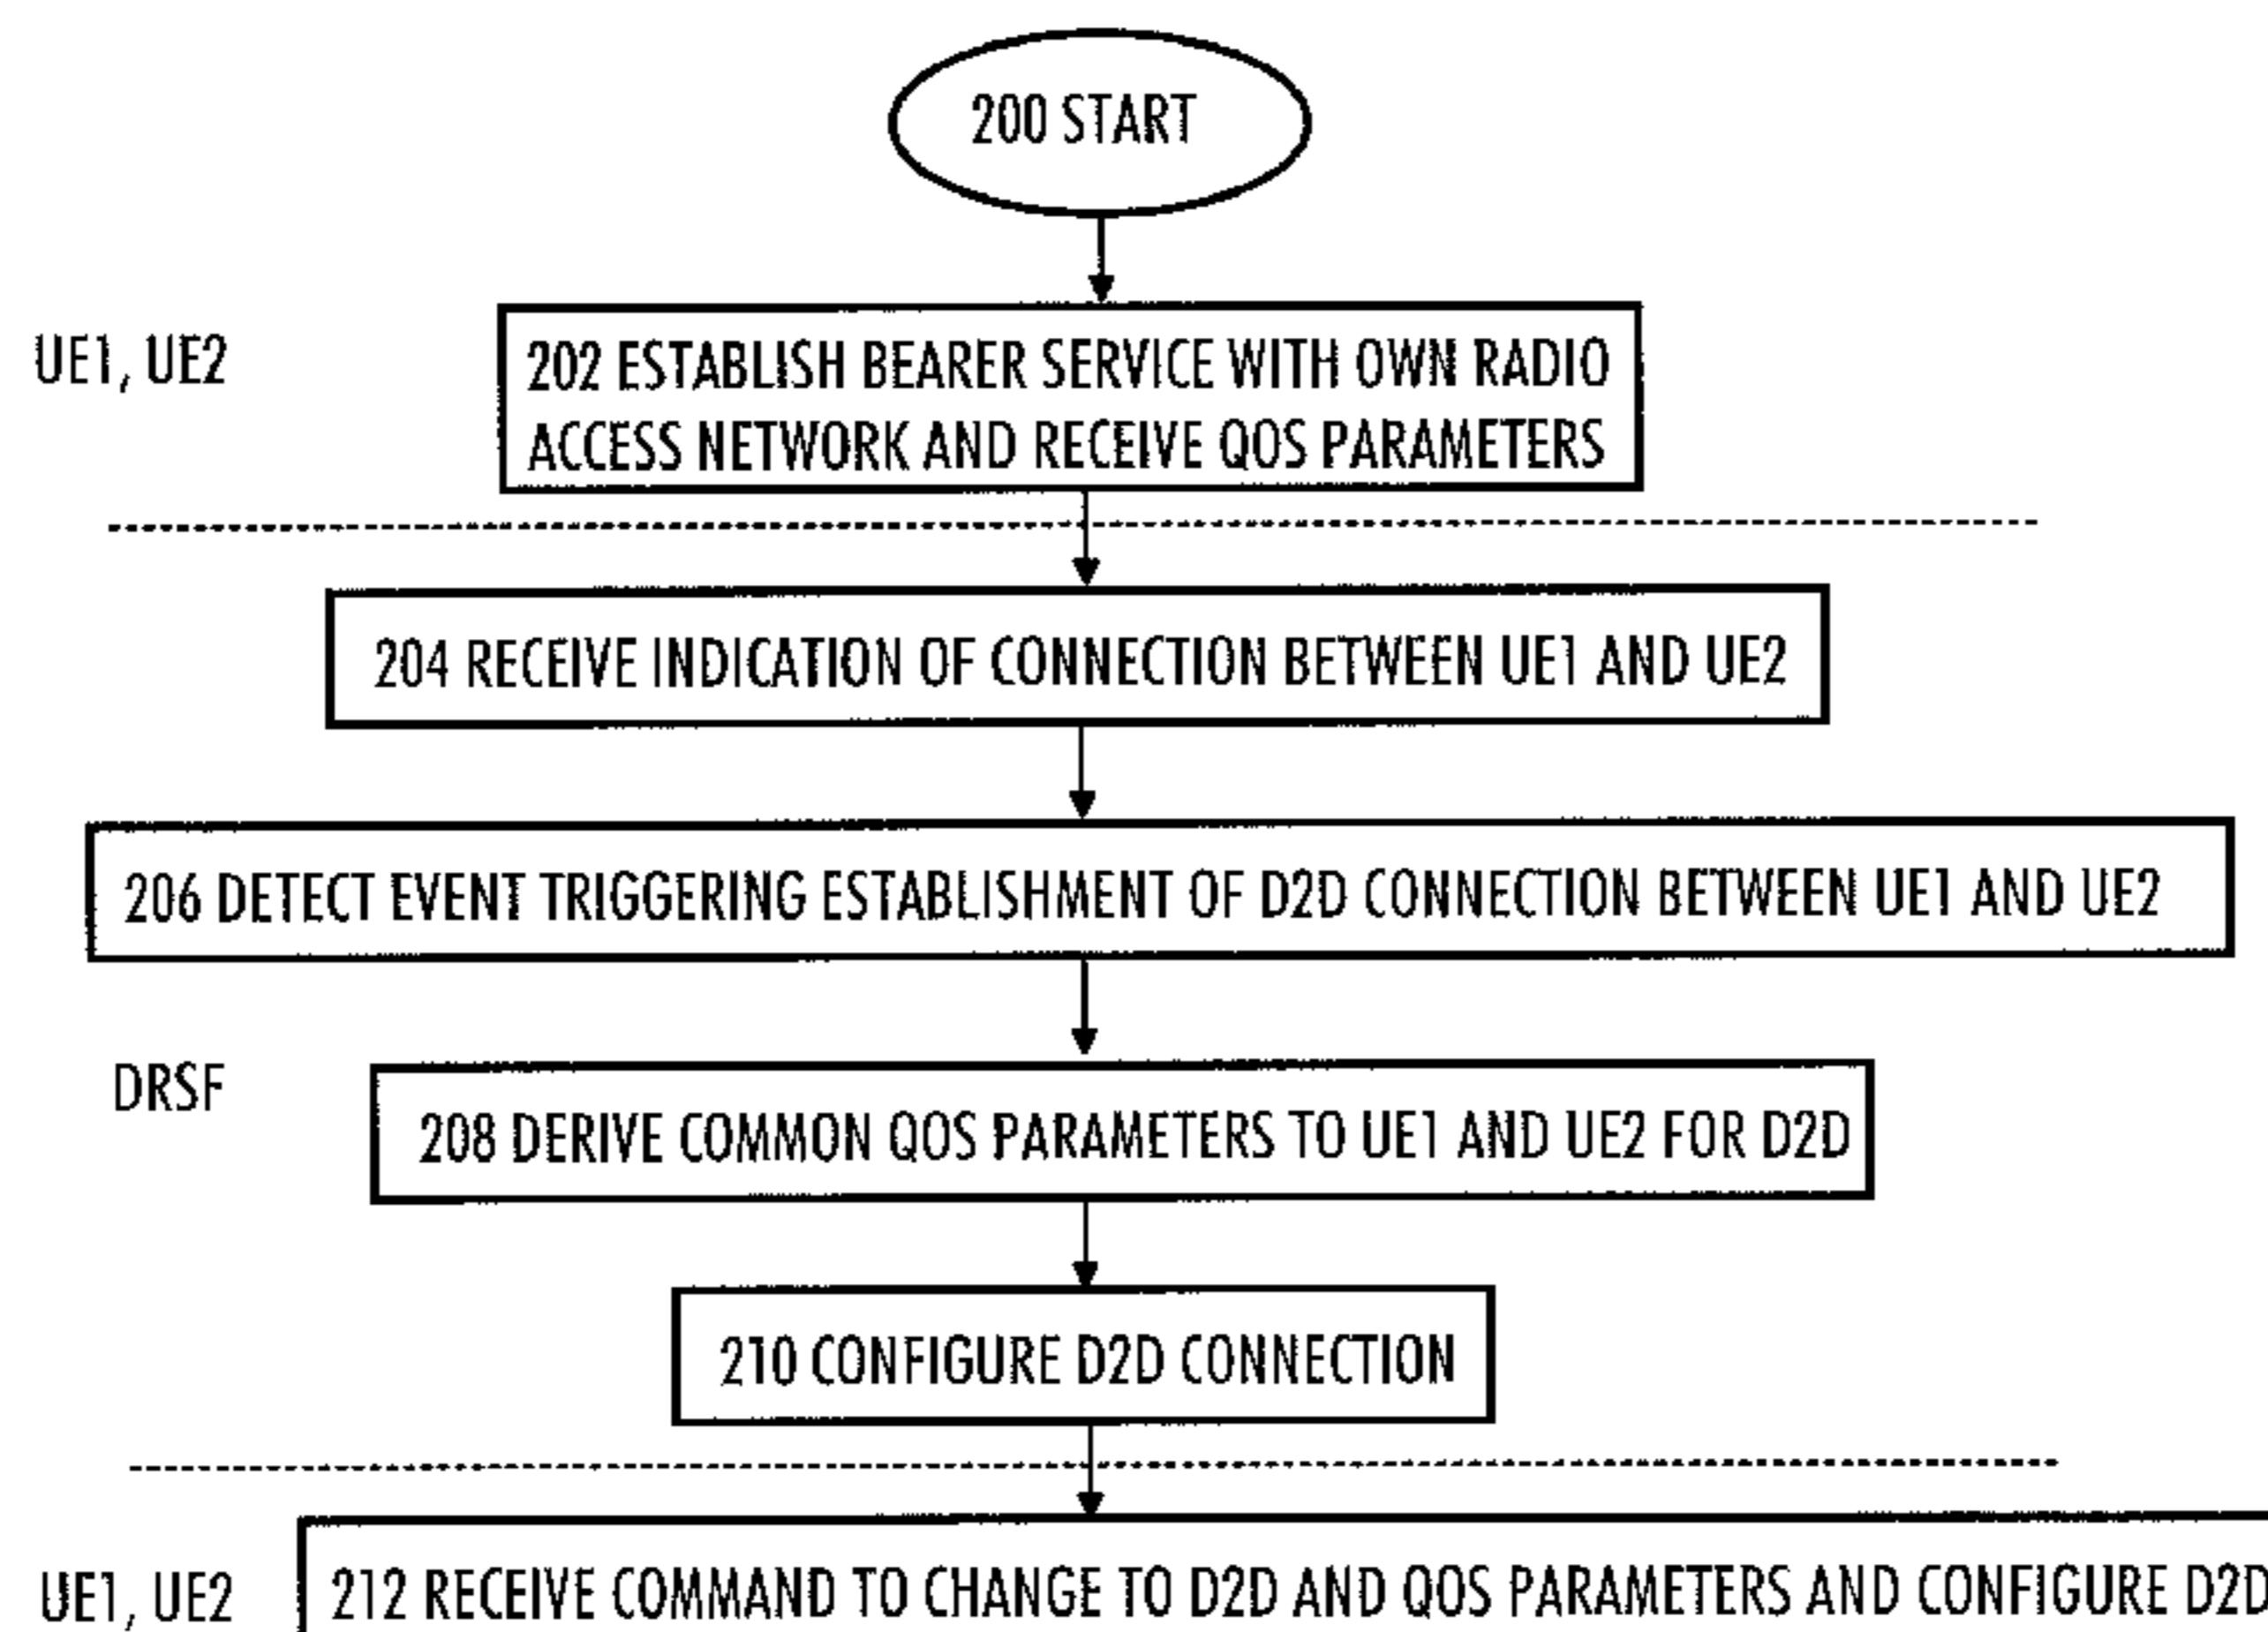 200 START
UE1, UE2
202 ESTABLISH BEARER SERVICE WITH OWN RADIO
ACCESS NETWORK AND RECEIVE QOS PARAMETERS
204 RECEIVE INDICATION OF CONNECTION BETWEEN UE1 AND UE2
206 DETECT EVENT TRIGGERING ESTABLISHMENT OF D2D CONNECTION BETWEEN UE1 AND UE2
DRSF
208 DERIVE COMMON QOS PARAMETERS TO UE1 AND UE2 FOR D2D
210 CONFIGURE D2D CONNECTION
UE1, UE2
212 RECEIVE COMMAND TO CHANGE TO D2D AND QOS PARAMETERS AND CONFIGURE D2D